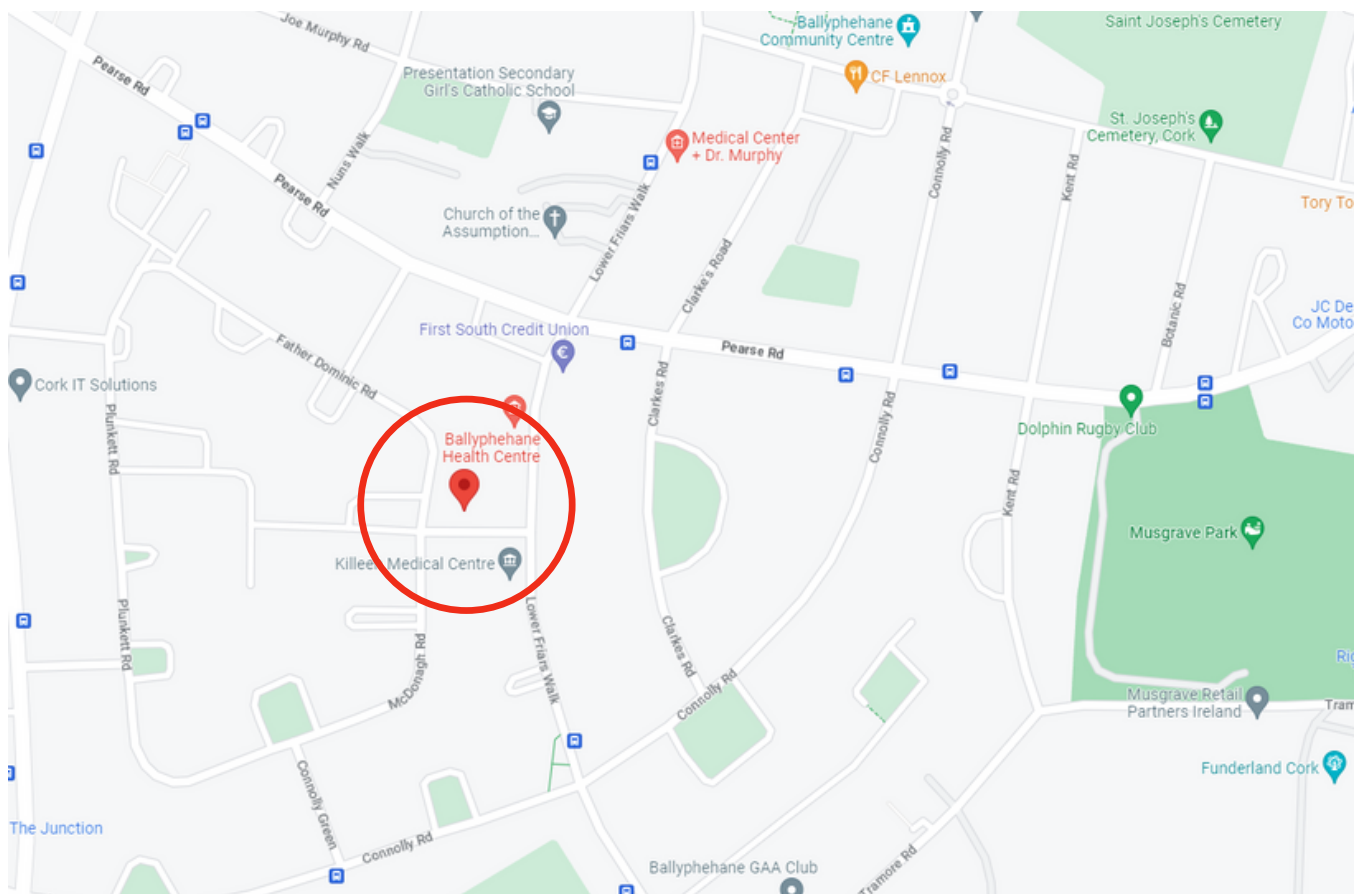 Joe Murphy Rd
Ballyphehane
Community Centre
Saint Joseph's Cemetery
Pearse Rd
Presentation Secondary
Girl's Catholic School
CF Lennox
St. Joseph's
Cemetery, Cork
Medical Center
+ Dr. Murphy
Nuns Walk
Connolly Rd
Kent Rd
Pearse Rd
Tory To
Church of the
Assumption...
Lower Friars Walk
Clarke's Road
Botanic Rd
JC De
Co Moto
First South Credit Union
€
Pearse Rd
Father Dominic Rd
Cork IT Solutions
Clarkes Rd
Connolly Rd
Dolphin Rugby Club
Plunkett Rd
Ballyphehane
Health Centre
Kent Rd
Musgrave Park
Killeen Medical Centre
Plunkett Rd
Lower Friars Walk
Clarkes Rd
McDonagh Rd
Connolly Rd
Musgrave Retail
Partners Ireland
Tram
Funderland Cork
Connolly Green
The Junction
Connolly Rd
Ballyphehane GAA Club
Tramore Rd